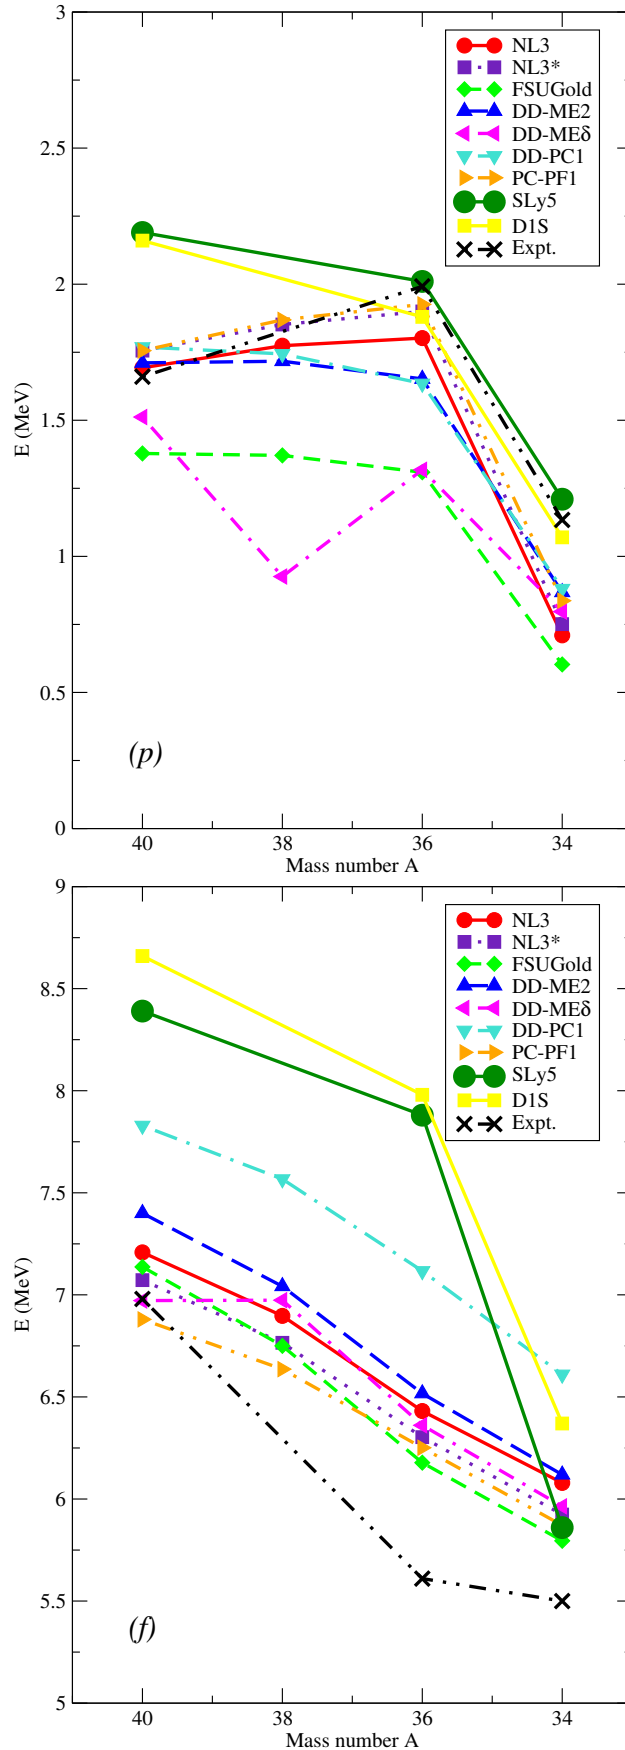 3
2.5
2
1.5
1
0.5
0
E (MeV)
NL3
NL3*
FSUGold
DD-ME2
DD-MEδ
DD-PC1
PC-PF1
SLy5
D1S
Expt.
(p)
40 38 36 34
Mass number A
9
8.5
8
7.5
7
6.5
6
5.5
5
E (MeV)
NL3
NL3*
FSUGold
DD-ME2
DD-MEδ
DD-PC1
PC-PF1
SLy5
D1S
Expt.
(f)
40 38 36 34
Mass number A